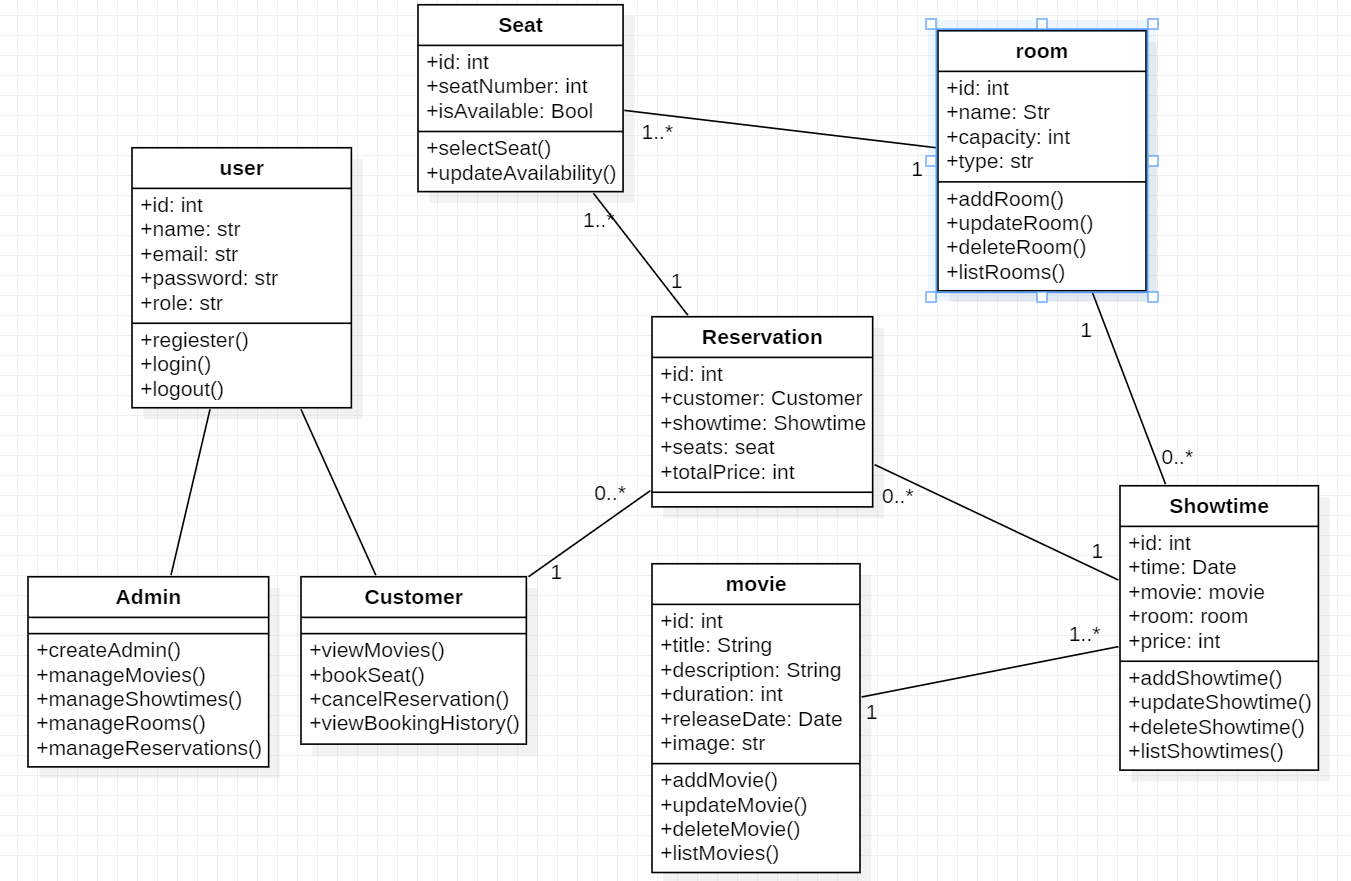 Seat
+id: int
+seatNumber: int
+isAvailable: Bool
+selectSeat()
+updateAvailability()
1..*
1
room
+id: int
+name: Str
+capacity: int
+type: str
+addRoom()
+updateRoom()
+deleteRoom()
+listRooms()
user
+id: int
+name: str
+email: str
+password: str
+role: str
+regiester()
+login()
+logout()
1..*
1
Reservation
+id: int
+customer: Customer
+showtime: Showtime
+seats: seat
+totalPrice: int
1
0..*
0..*
1
0..*
1
Showtime
+id: int
+time: Date
+movie: movie
+room: room
+price: int
+addShowtime()
+updateShowtime()
+deleteShowtime()
+listShowtimes()
Admin
+createAdmin()
+manageMovies()
+manageShowtimes()
+manageRooms()
+manageReservations()
Customer
+viewMovies()
+bookSeat()
+cancelReservation()
+viewBookingHistory()
movie
+id: int
+title: String
+description: String
+duration: int
+releaseDate: Date
+image: str
+addMovie()
+updateMovie()
+deleteMovie()
+listMovies()
1..*
1